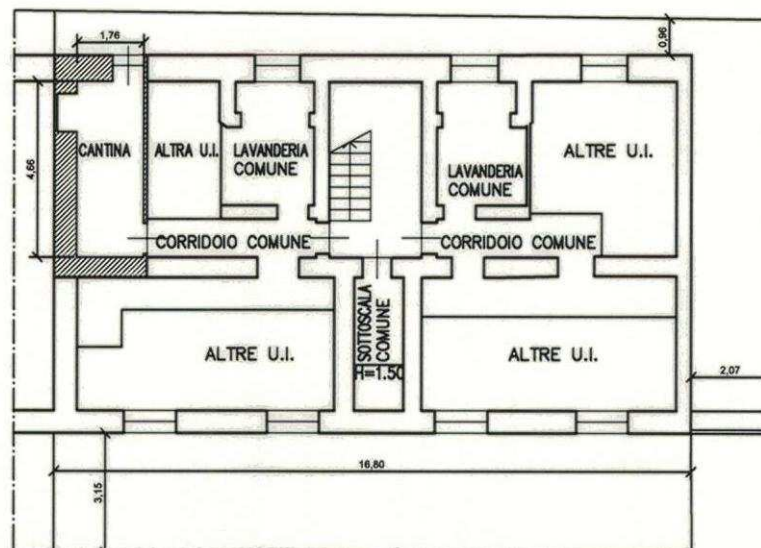 1,76
0,96
4,66
CANTINA
ALTRA U.I.
LAVANDERIA
COMUNE
LAVANDERIA
COMUNE
ALTRE U.I.
CORRIDOIO COMUNE
CORRIDOIO COMUNE
SOTTOSCALA
COMUNE
H=1.50
ALTRE U.I.
ALTRE U.I.
2,07
16,80
3,15